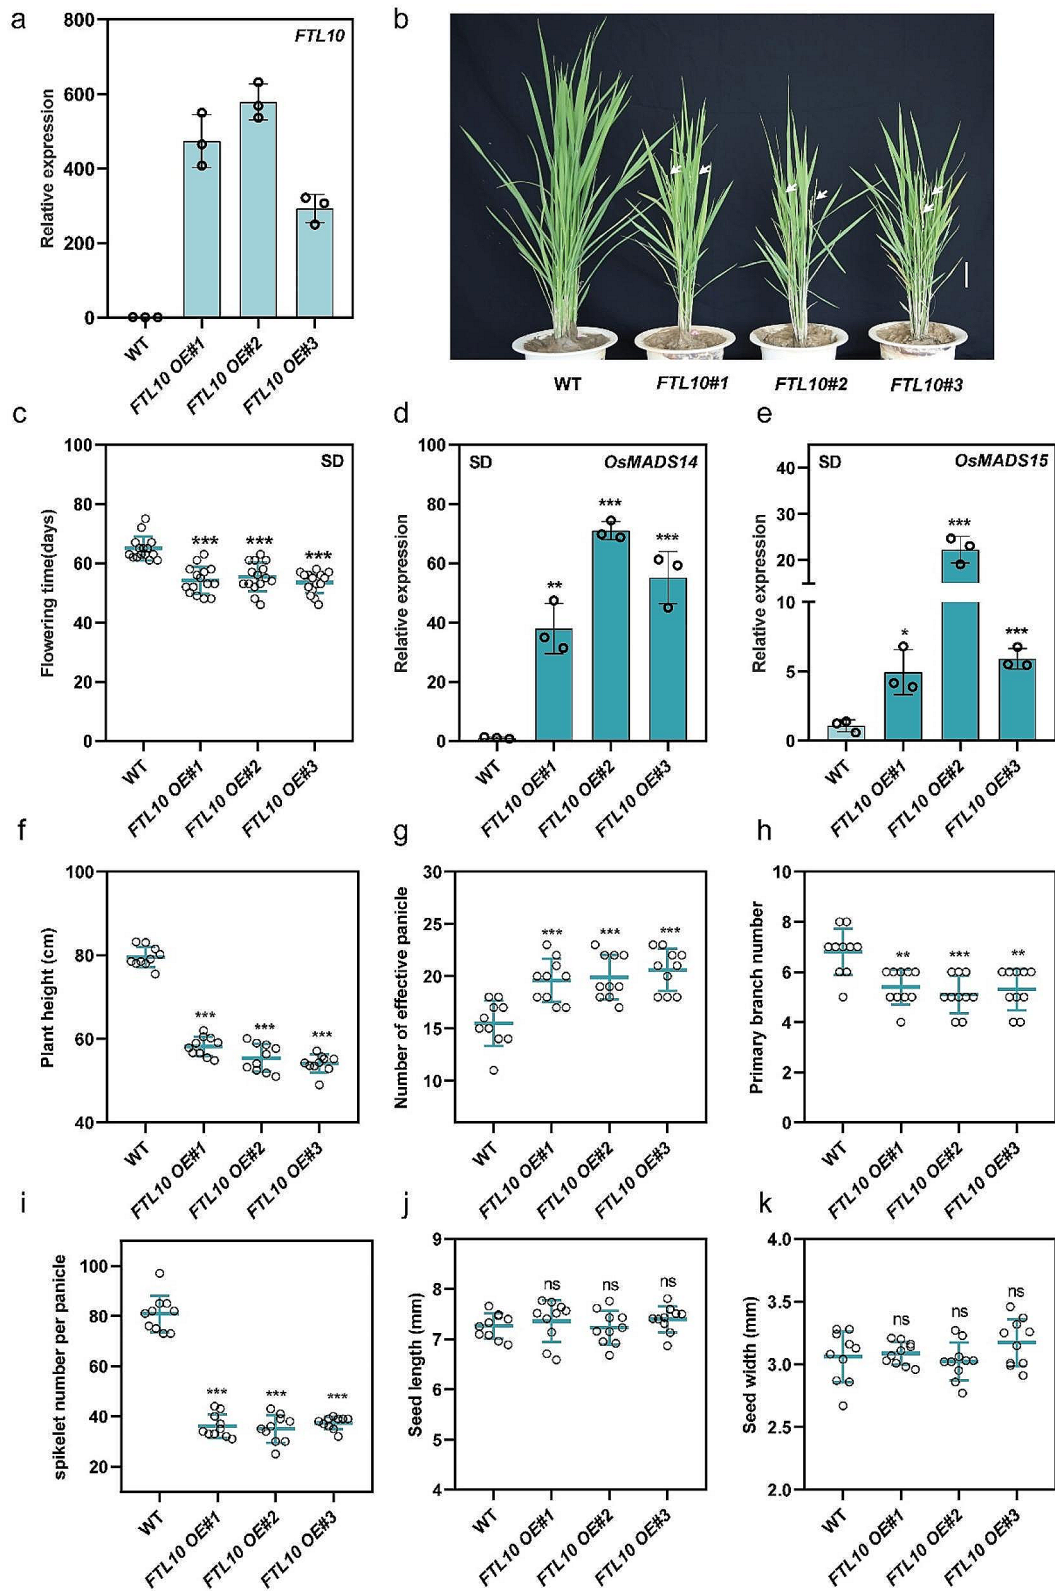 a
800
600
400
200
0
Relative expression
FTL10
WT
FTL10 OE#1
FTL10 OE#2
FTL10 OE#3
b
WT
FTL10#1
FTL10#2
FTL10#3
c
100
80
60
40
20
0
Flowering time(days)
SD
***
***
***
WT
FTL10 OE#1
FTL10 OE#2
FTL10 OE#3
d
100
80
60
40
20
0
Relative expression
SD
OsMADS14
**
***
***
WT
FTL10 OE#1
FTL10 OE#2
FTL10 OE#3
e
40
30
20
10
5
0
Relative expression
SD
OsMADS15
*
***
***
WT
FTL10 OE#1
FTL10 OE#2
FTL10 OE#3
f
100
80
60
40
Plant height (cm)
***
***
***
WT
FTL10 OE#1
FTL10 OE#2
FTL10 OE#3
g
30
25
20
15
10
Number of effective panicle
***
***
***
WT
FTL10 OE#1
FTL10 OE#2
FTL10 OE#3
h
10
8
6
4
2
0
Primary branch number
**
***
**
WT
FTL10 OE#1
FTL10 OE#2
FTL10 OE#3
i
100
80
60
40
20
spikelet number per panicle
***
***
***
WT
FTL10 OE#1
FTL10 OE#2
FTL10 OE#3
j
9
8
7
6
5
4
Seed length (mm)
ns
ns
ns
WT
FTL10 OE#1
FTL10 OE#2
FTL10 OE#3
k
4.0
3.5
3.0
2.5
2.0
Seed width (mm)
ns
ns
ns
WT
FTL10 OE#1
FTL10 OE#2
FTL10 OE#3